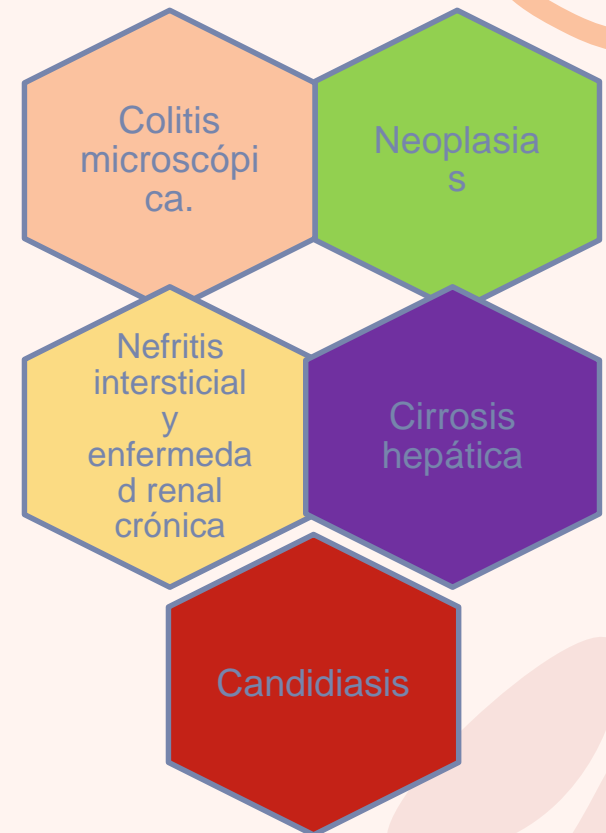 Colitis
microscópi
ca.
Neoplasia
s
Nefritis
intersticial
y
enfermeda
d renal
crónica
Cirrosis
hepática
Candidiasis